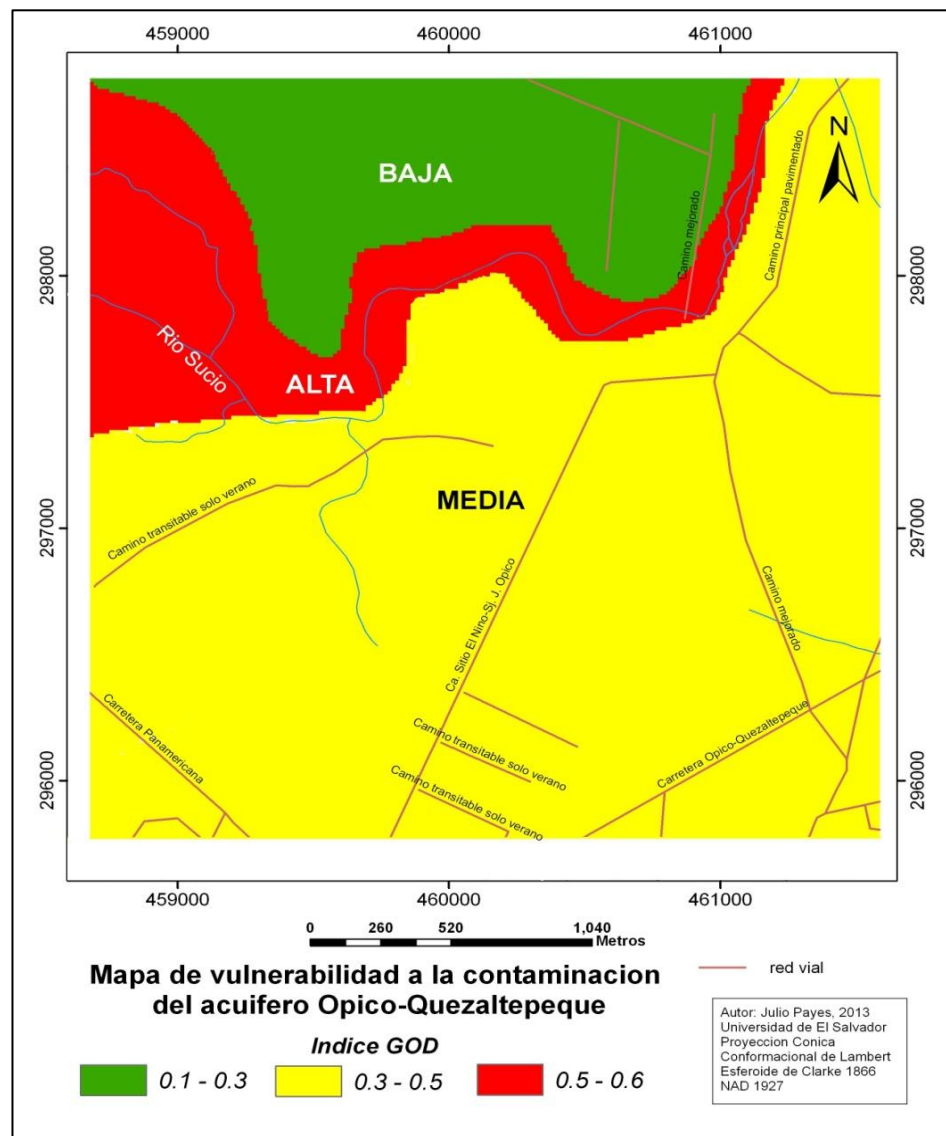 459000
460000
461000
N
BAJA
Camino mejorado
Camino principal pavimentado
298000
298000
Rio Sucio
ALTA
MEDIA
297000
297000
Camino transitable solo verano
Ca. Sitio El Nino-Sj. J. Opico
Camino mejorado
Carretera Panamericana
Camino transitable solo verano
Carretera Opico-Quezaltepeque
Camino transitable solo verano
296000
296000
459000
460000
461000
0 260 520 1,040
Metros
Mapa de vulnerabilidad a la contaminacion
del acuifero Opico-Quezaltepeque
red vial
Indice GOD
0.1 - 0.3
0.3 - 0.5
0.5 - 0.6
Autor: Julio Payes, 2013
Universidad de El Salvador
Proyeccion Conica
Conformacional de Lambert
Esferoide de Clarke 1866
NAD 1927